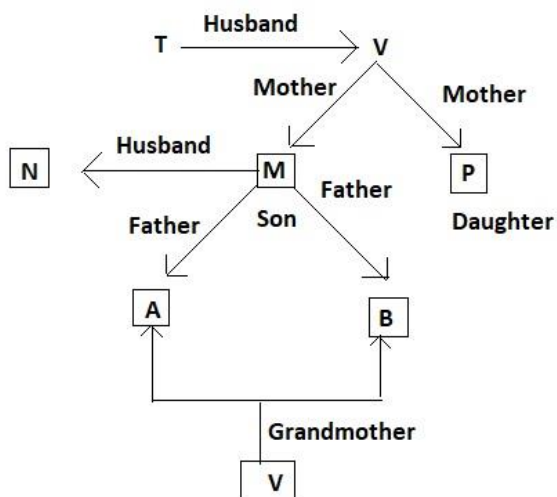 Husband
T V
Mother Mother
Husband
N M P
Father Father
Son Daughter
A B
Grandmother
V